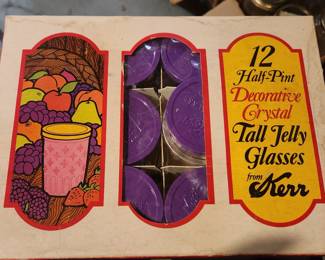 12
Half-Pint
Decorative
Crystal
Tall Jelly
Glasses
from Kerr